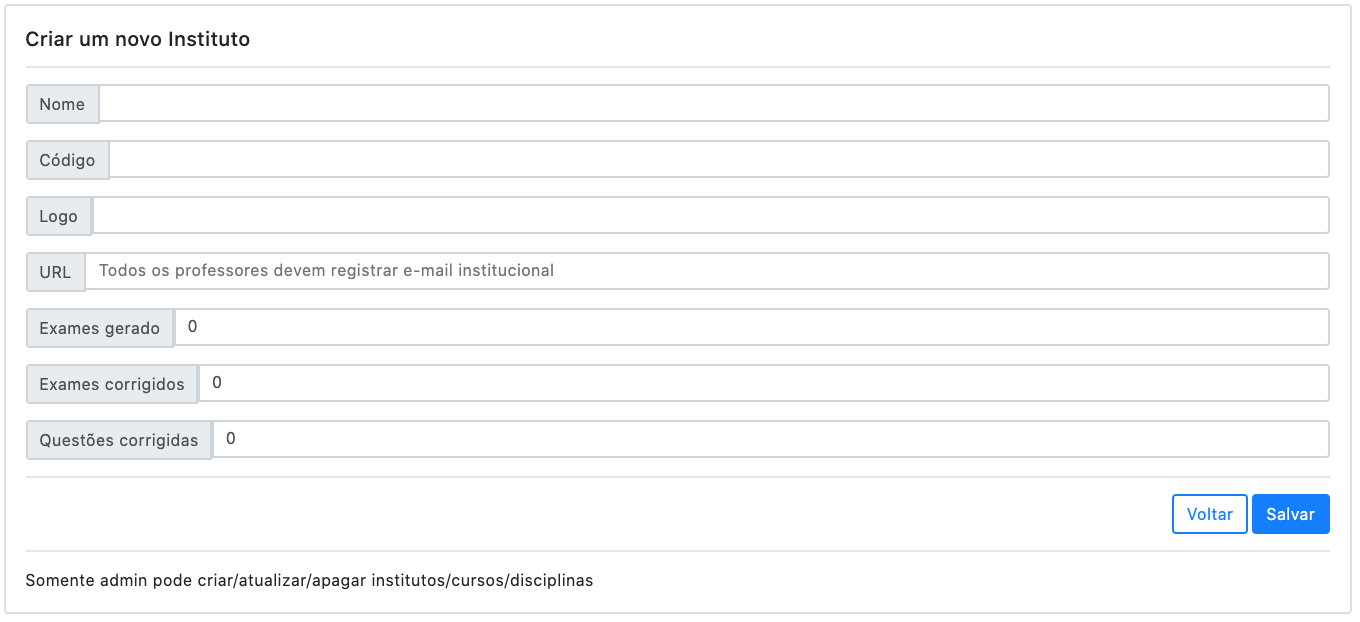 Criar um novo Instituto
Nome
Código
Logo
URL Todos os professores devem registrar e-mail institucional
Exames gerado 0
Exames corrigidos 0
Questões corrigidas 0
Voltar Salvar
Somente admin pode criar/atualizar/apagar institutos/cursos/disciplinas